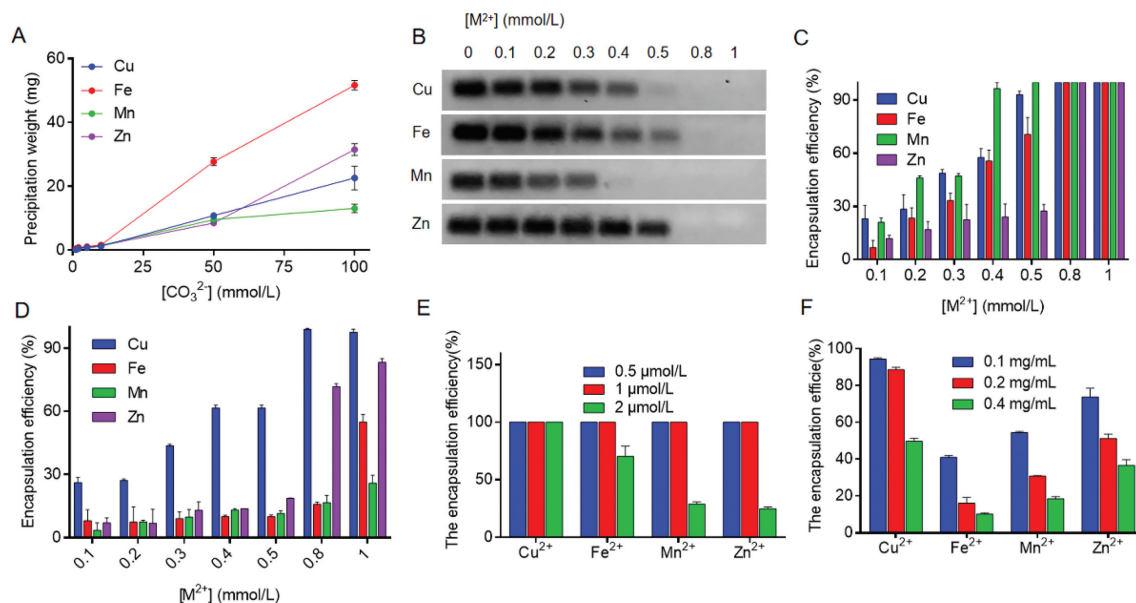 A
Precipitation weight (mg)
60
40
20
0
Cu
Fe
Mn
Zn
0 25 50 75 100
[CO₃²⁻] (mmol/L)
B
[M²⁺] (mmol/L)
0 0.1 0.2 0.3 0.4 0.5 0.8 1
Cu
Fe
Mn
Zn
C
Encapsulation efficiency (%)
90
60
30
0
Cu
Fe
Mn
Zn
0.1 0.2 0.3 0.4 0.5 0.8 1
[M²⁺] (mmol/L)
D
Encapsulation efficiency (%)
90
60
30
0
Cu
Fe
Mn
Zn
0.1 0.2 0.3 0.4 0.5 0.8 1
[M²⁺] (mmol/L)
E
The encapsulation efficiency(%)
150
100
50
0
0.5 μmol/L
1 μmol/L
2 μmol/L
Cu²⁺ Fe²⁺ Mn²⁺ Zn²⁺
F
The encapsulation efficie(%)
100
80
60
40
20
0
0.1 mg/mL
0.2 mg/mL
0.4 mg/mL
Cu²⁺ Fe²⁺ Mn²⁺ Zn²⁺